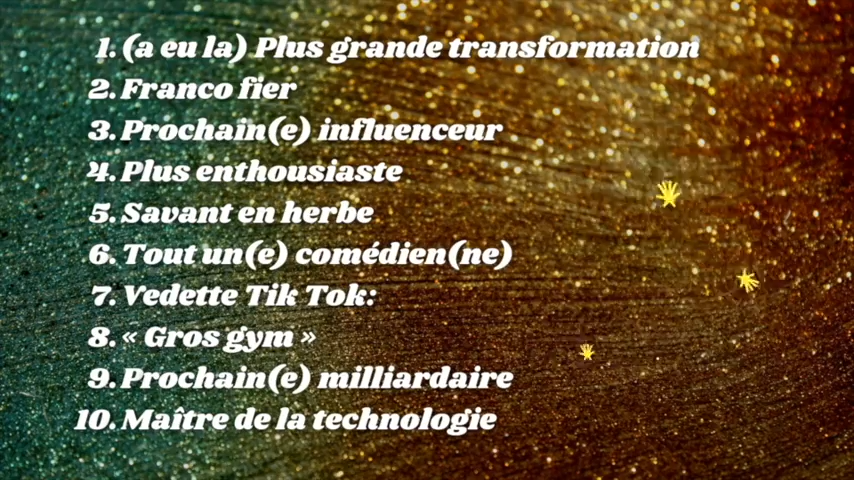 1. (a eu la) Plus grande transformation
2. Franco fier
3. Prochain(e) influenceur
4. Plus enthousiaste
5. Savant en herbe
6. Tout un(e) comédien(ne)
7. Vedette Tik Tok:
8. « Gros gym »
9. Prochain(e) milliardaire
10. Maître de la technologie